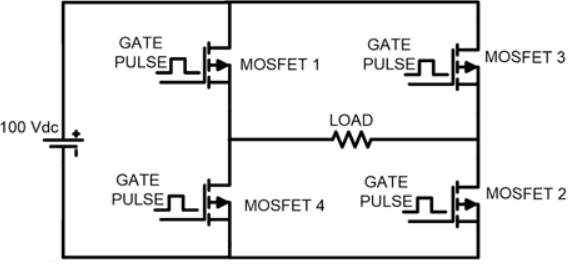 GATE
PULSE
MOSFET 1
GATE
PULSE
MOSFET 3
100 Vdc
+
-
LOAD
GATE
PULSE
MOSFET 4
GATE
PULSE
MOSFET 2